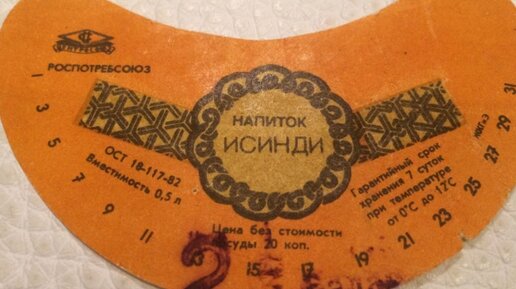 РОСПОТРЕБСОЮЗ
НАПИТОК
ИСИНДИ
ОСТ 18-117-82
Вместимость 0,5 л
Гарантийный срок
хранения 7 суток
при температуре
от 0°С до 12°С
Цена без стоимости
суды 20 коп.
1
3
5
7
9
11
15
17
19
21
23
25
27
29
31